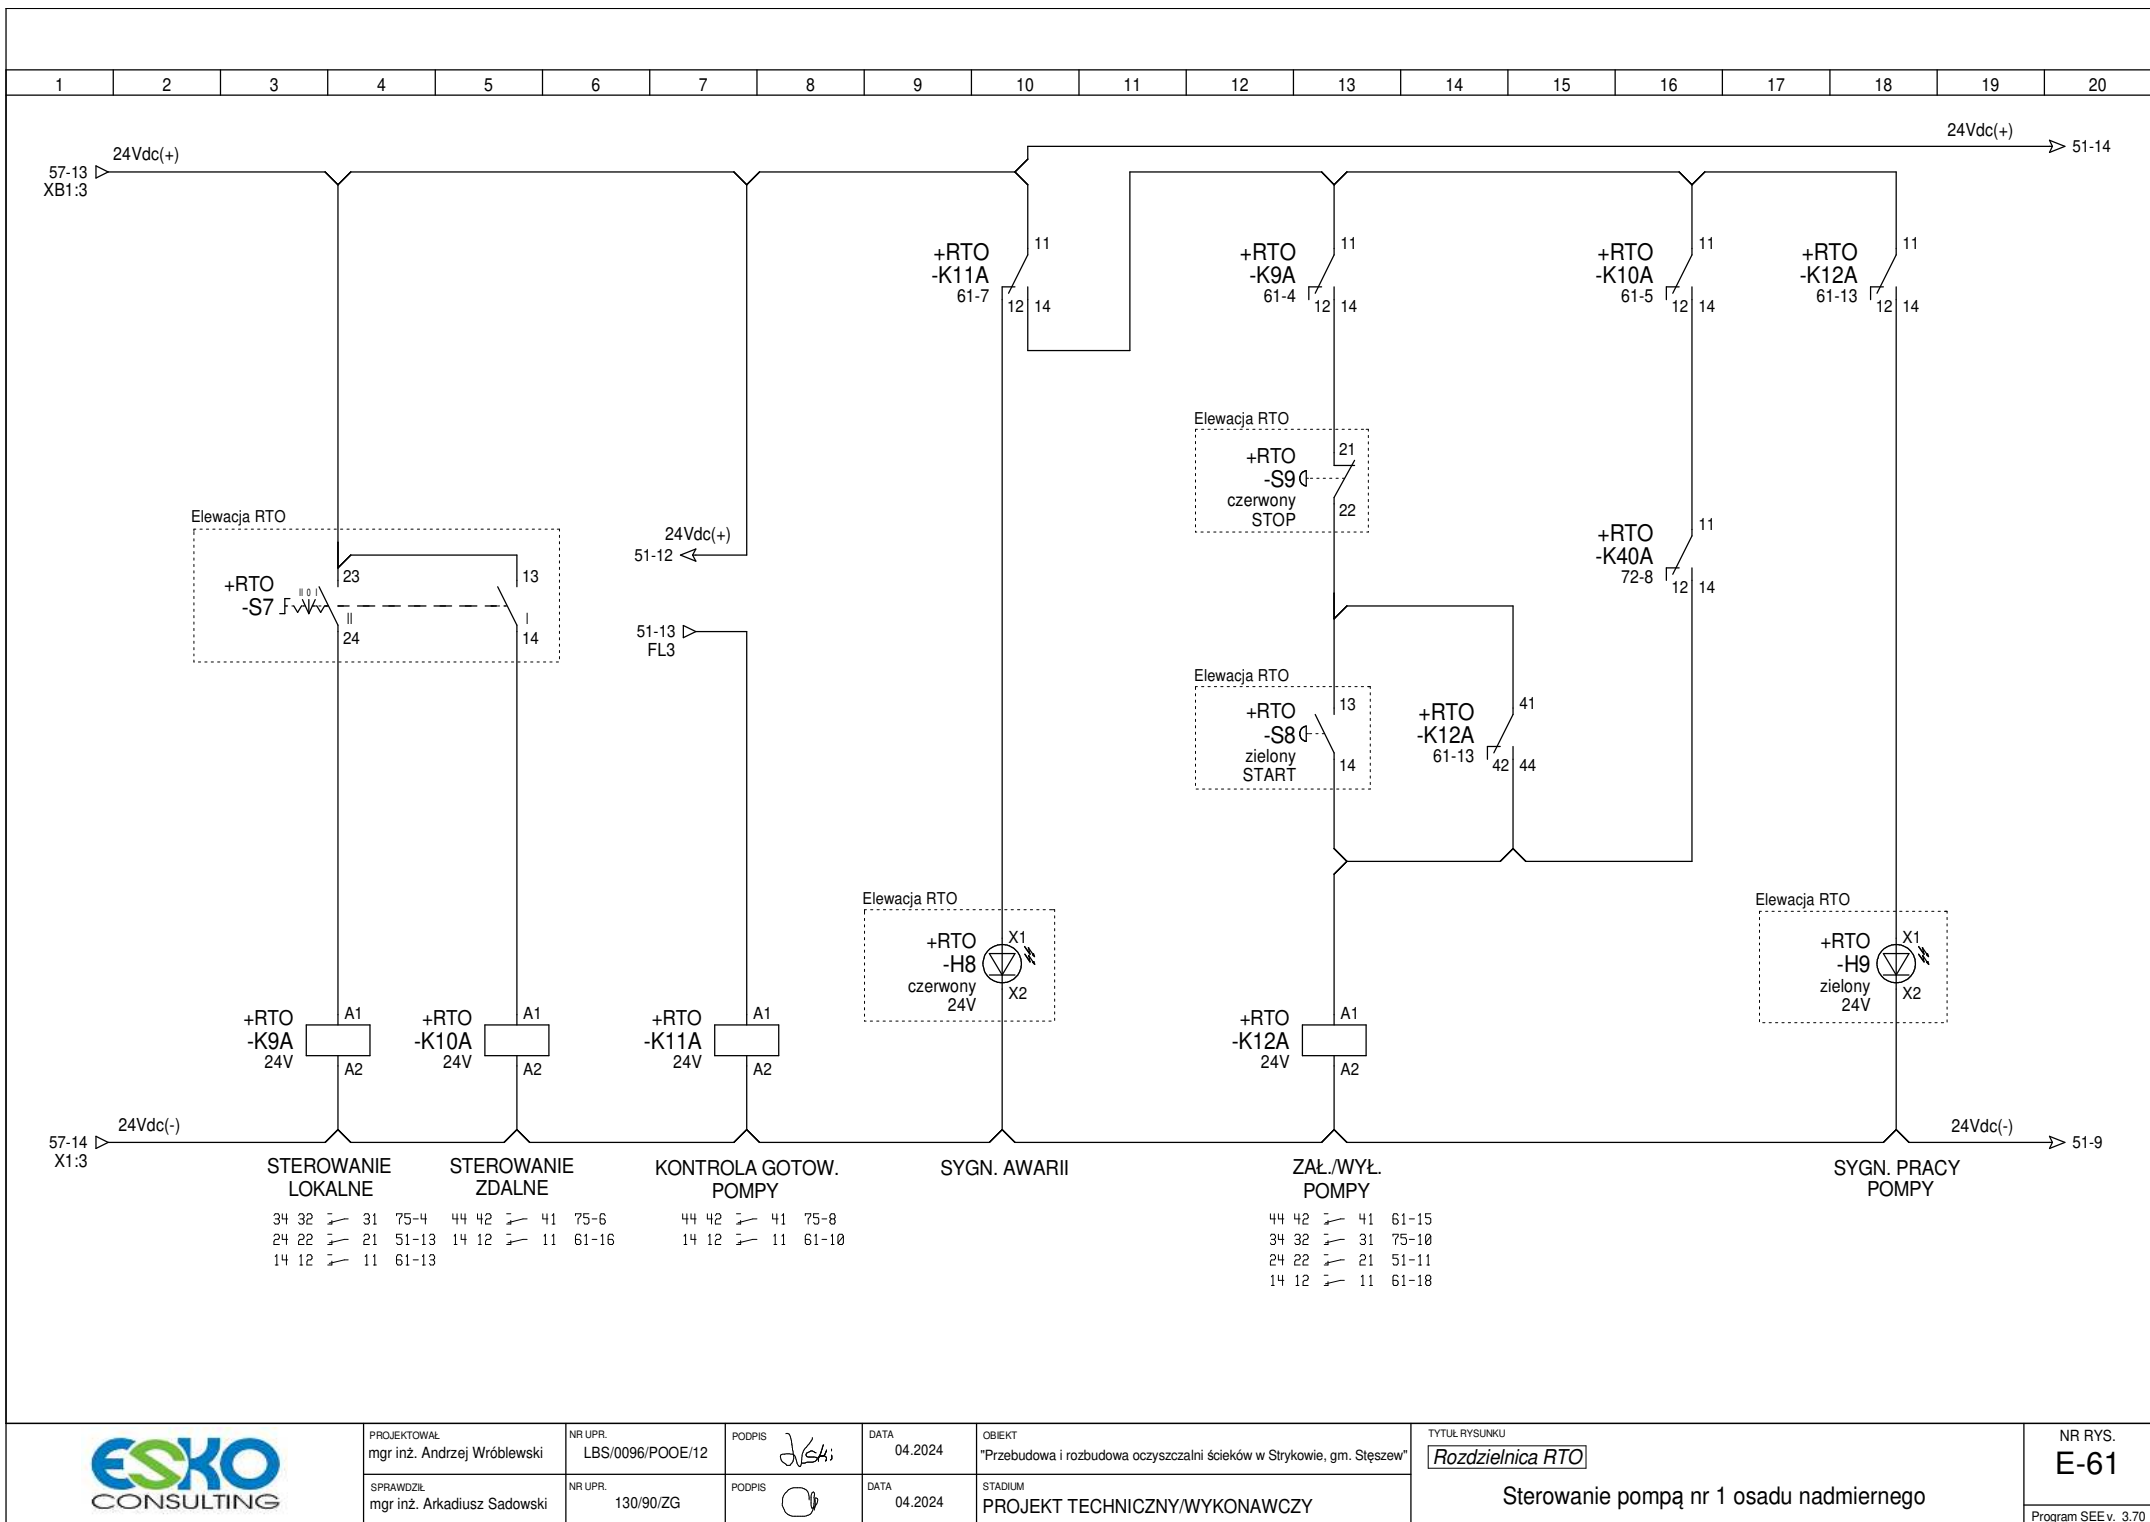 1 2 3 4 5 6 7 8 9 10 11 12 13 14 15 16 17 18 19 20
24Vdc(+)
57-13
XB1:3
24Vdc(+)
51-14
+RTO
-K11A
61-7
11
12 14
+RTO
-K9A
61-4
11
12 14
+RTO
-K10A
61-5
11
12 14
+RTO
-K12A
61-13
11
12 14
Elewacja RTO
+RTO
-S9
czerwony
STOP
21
22
Elewacja RTO
+RTO
-S7
II 0 I
23
II
24
13
I
14
24Vdc(+)
51-12
51-13
FL3
+RTO
-K40A
72-8
11
12 14
Elewacja RTO
+RTO
-S8
zielony
START
13
14
+RTO
-K12A
61-13
41
42 44
Elewacja RTO
+RTO
-H8
czerwony
24V
X1
X2
Elewacja RTO
+RTO
-H9
zielony
24V
X1
X2
+RTO
-K9A
24V
A1
A2
+RTO
-K10A
24V
A1
A2
+RTO
-K11A
24V
A1
A2
+RTO
-K12A
24V
A1
A2
24Vdc(-)
57-14
X1:3
24Vdc(-)
51-9
STEROWANIE
LOKALNE
34 32 31 75-4
24 22 21 51-13
14 12 11 61-13
STEROWANIE
ZDALNE
44 42 41 75-6
14 12 11 61-16
KONTROLA GOTOW.
POMPY
44 42 41 75-8
14 12 11 61-10
SYGN. AWARII
ZAŁ./WYŁ.
POMPY
44 42 41 61-15
34 32 31 75-10
24 22 21 51-11
14 12 11 61-18
SYGN. PRACY
POMPY
ESKO
CONSULTING
PROJEKTOWAŁ
mgr inż. Andrzej Wróblewski
NR UPR.
LBS/0096/POOE/12
PODPIS
DATA
04.2024
SPRAWDZIŁ
mgr inż. Arkadiusz Sadowski
NR UPR.
130/90/ZG
PODPIS
DATA
04.2024
OBIEKT
"Przebudowa i rozbudowa oczyszczalni ścieków w Strykowie, gm. Stęszew"
STADIUM
PROJEKT TECHNICZNY/WYKONAWCZY
TYTUŁ RYSUNKU
Rozdzielnica RTO
Sterowanie pompą nr 1 osadu nadmiernego
NR RYS.
E-61
Program SEE v. 3.70